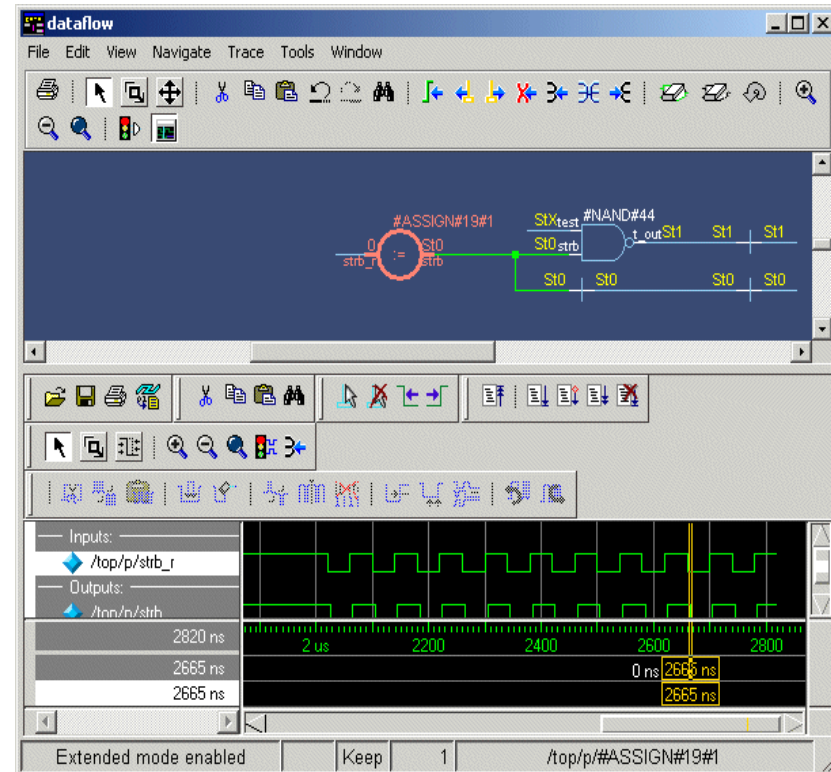 dataflow
File Edit View Navigate Trace Tools Window
#ASSIGN#19#1
0
strb_r
:=
St0
strb
StX
test
#NAND#44
St0
strb
t_out
St1
St1
St1
St0
St0
St0
St0
Inputs:
/top/p/strb_r
Outputs:
/top/p/strb
2820 ns
2 us
2200
2400
2600
2800
2665 ns
0 ns
2665 ns
2665 ns
2665 ns
Extended mode enabled
Keep
1
/top/p/#ASSIGN#19#1